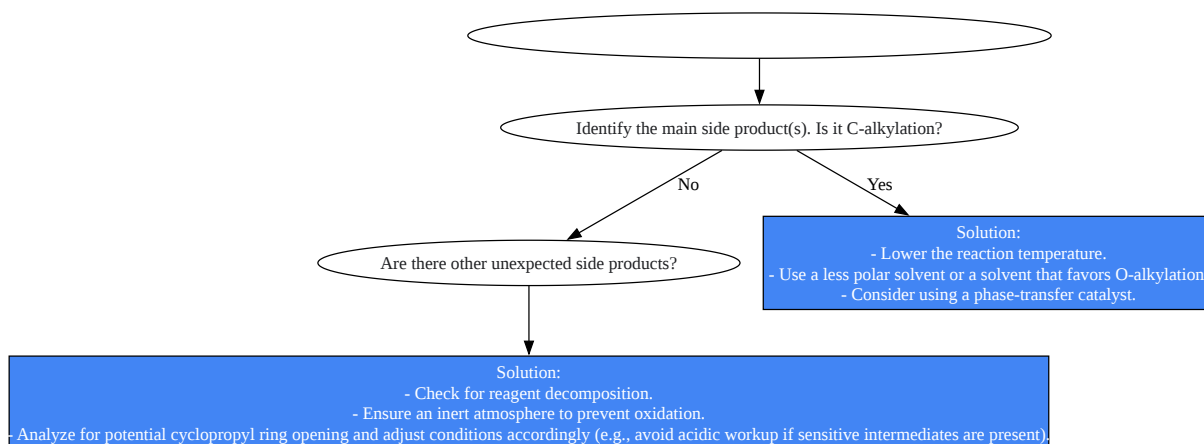 Identify the main side product(s). Is it C-alkylation?
No
Yes
Solution:
- Lower the reaction temperature.
- Use a less polar solvent or a solvent that favors O-alkylation
- Consider using a phase-transfer catalyst.
Are there other unexpected side products?
Solution:
- Check for reagent decomposition.
- Ensure an inert atmosphere to prevent oxidation.
- Analyze for potential cyclopropyl ring opening and adjust conditions accordingly (e.g., avoid acidic workup if sensitive intermediates are present).